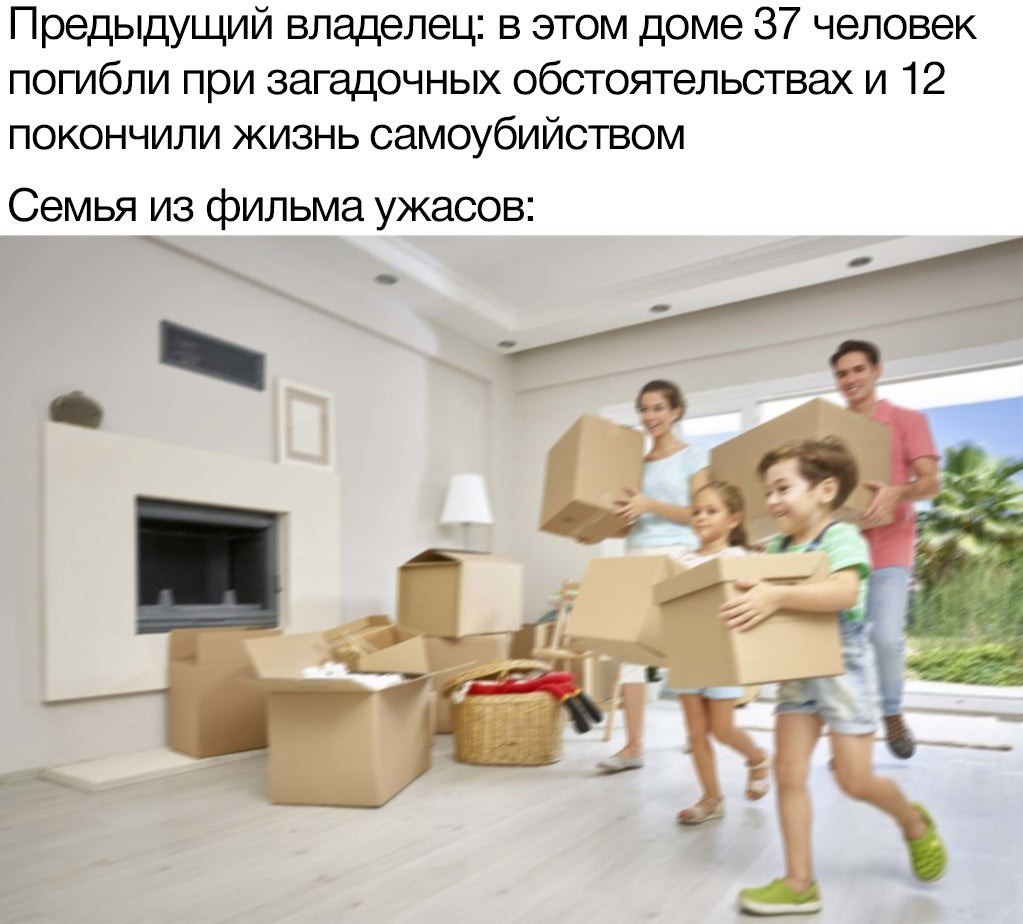 Предыдущий владелец: в этом доме 37 человек
погибли при загадочных обстоятельствах и 12
покончили жизнь самоубийством
Семья из фильма ужасов: